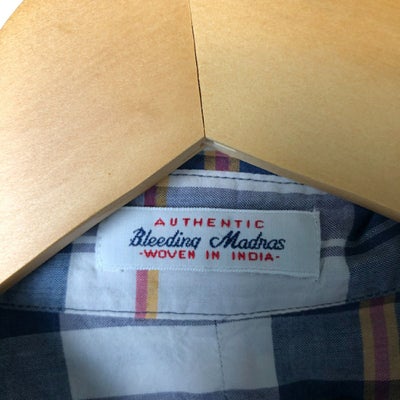 AUTHENTIC
Bleeding Madras
-WOVEN IN INDIA-